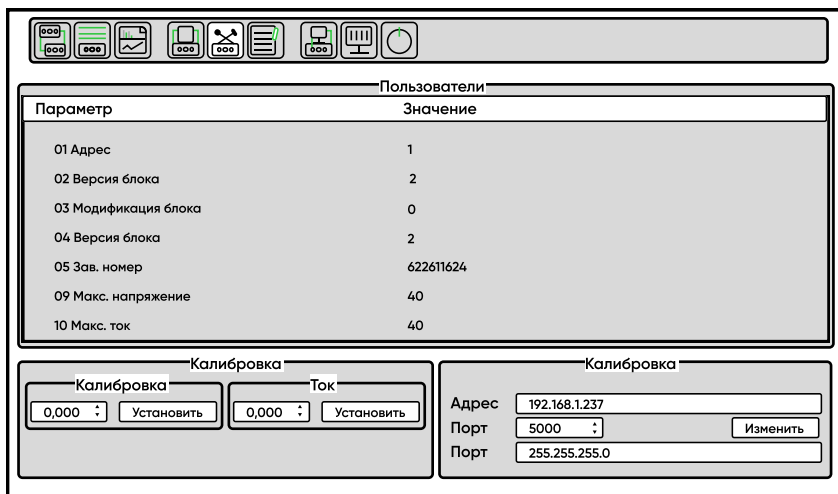 Пользователи
Параметр Значение
01 Адрес 1
02 Версия блока 2
03 Модификация блока 0
04 Версия блока 2
05 Зав. номер 622611624
09 Макс. напряжение 40
10 Макс. ток 40
Калибровка
Калибровка Ток
0,000 Установить 0,000 Установить
Калибровка
Адрес 192.168.1.237
Порт 5000 Изменить
Порт 255.255.255.0